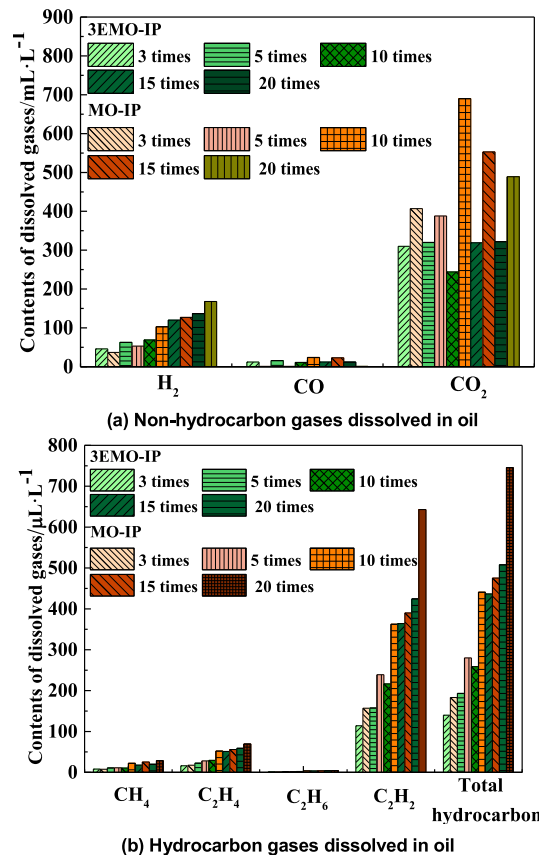 Contents of dissolved gases/mL·L⁻¹
900
800
700
600
500
400
300
200
100
0
3EMO-IP
3 times 5 times 10 times
15 times 20 times
MO-IP
3 times 5 times 10 times
15 times 20 times
H₂ CO CO₂
(a) Non-hydrocarbon gases dissolved in oil
Contents of dissolved gases/μL·L⁻¹
800
700
600
500
400
300
200
100
0
3EMO-IP
3 times 5 times 10 times
15 times 20 times
MO-IP
3 times 5 times 10 times
15 times 20 times
CH₄ C₂H₄ C₂H₆ C₂H₂ Total
hydrocarbon
(b) Hydrocarbon gases dissolved in oil